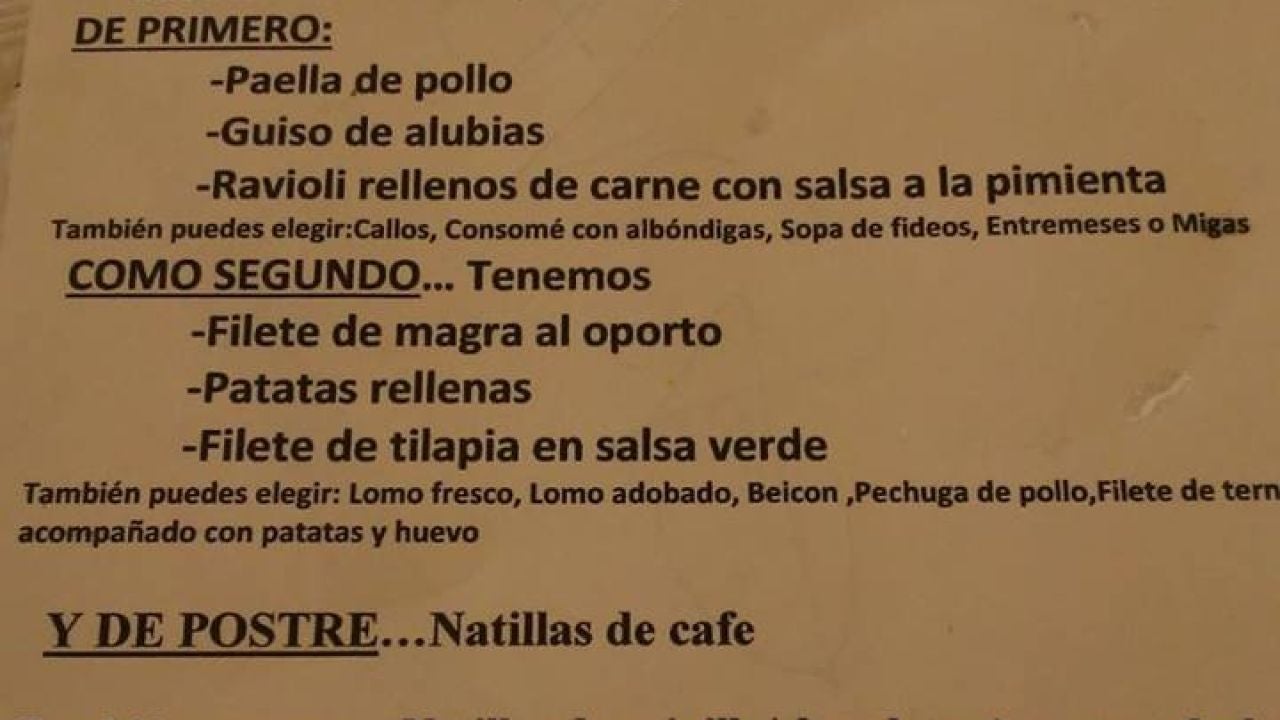 DE PRIMERO:
-Paella de pollo
-Guiso de alubias
-Ravioli rellenos de carne con salsa a la pimienta
También puedes elegir:Callos, Consomé con albóndigas, Sopa de fideos, Entremeses o Migas
COMO SEGUNDO... Tenemos
-Filete de magra al oporto
-Patatas rellenas
-Filete de tilapia en salsa verde
También puedes elegir: Lomo fresco, Lomo adobado, Beicon ,Pechuga de pollo,Filete de tern
acompañado con patatas y huevo
Y DE POSTRE...Natillas de cafe